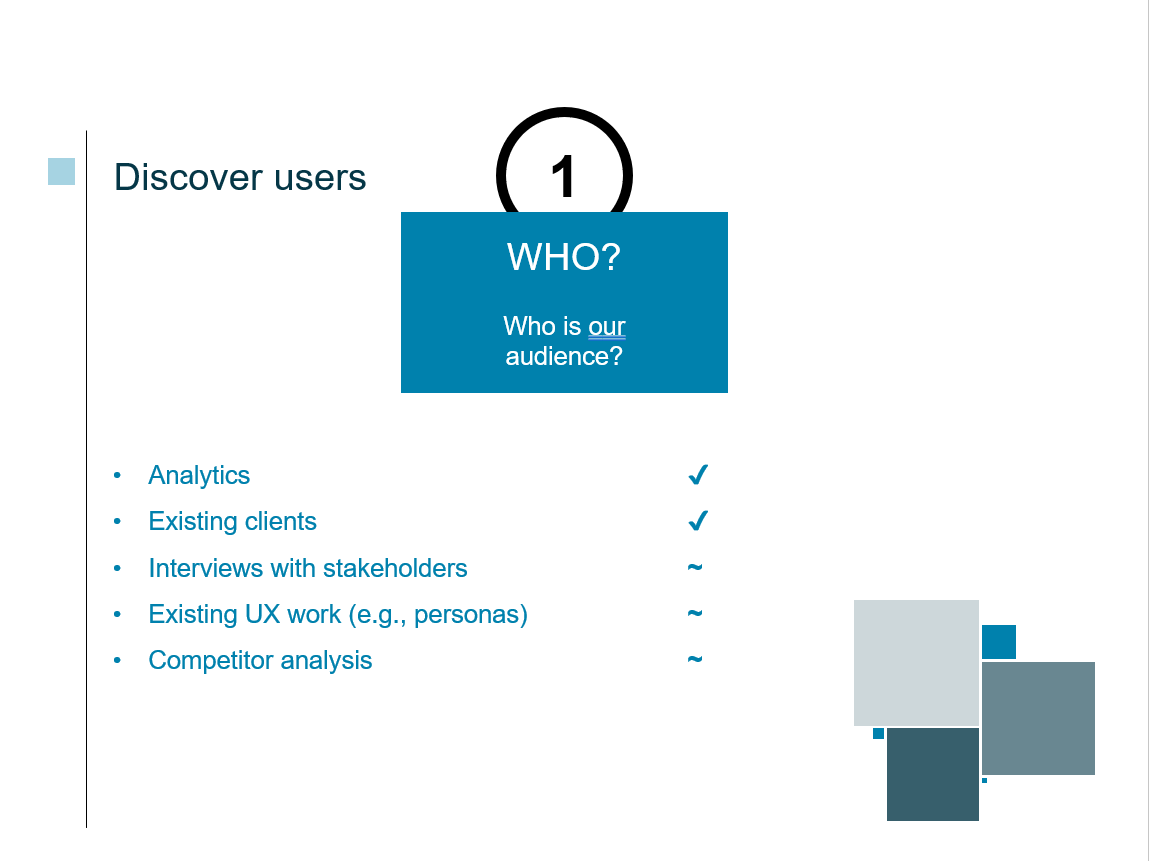 Discover users
1
WHO?
Who is our
audience?
• Analytics ✓
• Existing clients ✓
• Interviews with stakeholders ~
• Existing UX work (e.g., personas) ~
• Competitor analysis ~